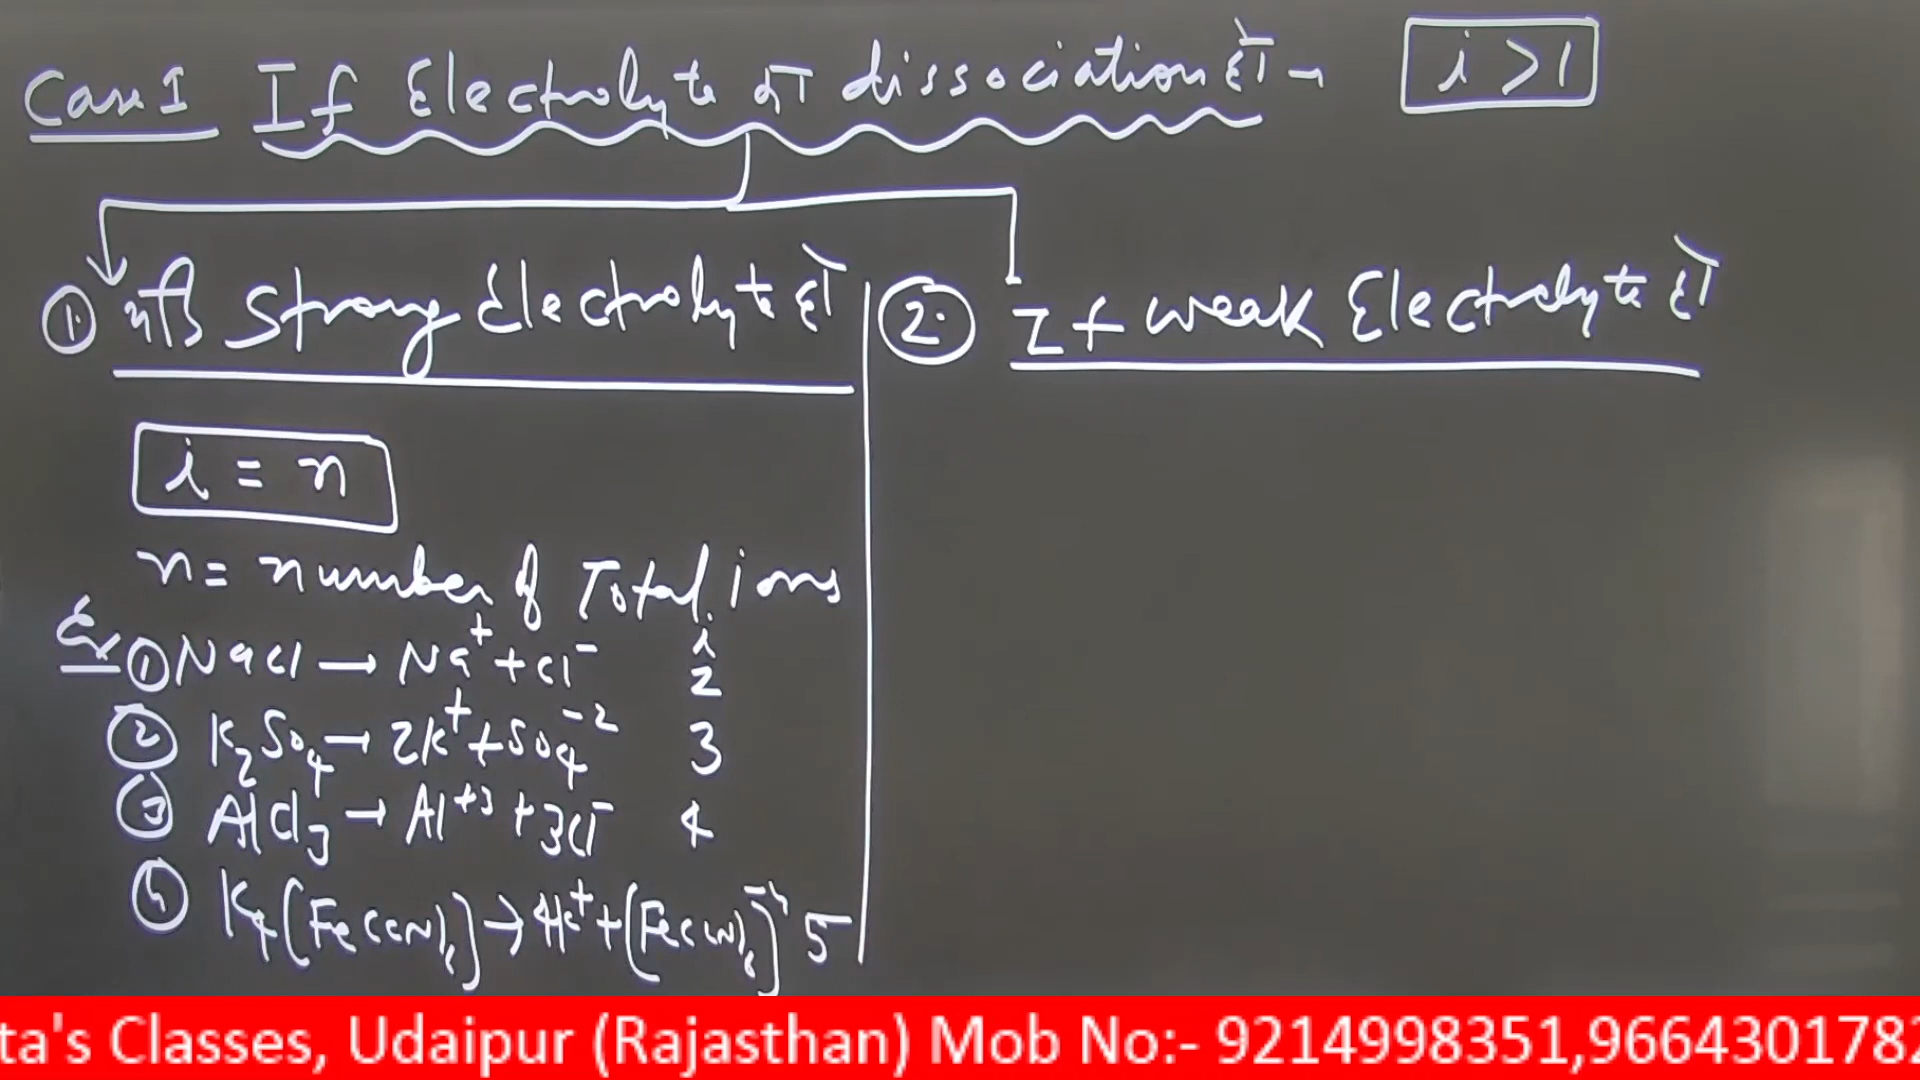 Case I If Electrolyte का dissociation हो → i > 1
① यदि Strong Electrolyte हो
② If weak Electrolyte हो
i = n
n = number of Total ions
Ex i
① NaCl → Na⁺ + Cl⁻ 2
② K₂SO₄ → 2K⁺ + SO₄⁻² 3
③ AlCl₃ → Al⁺³ + 3Cl⁻ 4
④ K₄[Fe(CN)₆] → 4K⁺ + [Fe(CN)₆]⁻⁴ 5
ta's Classes, Udaipur (Rajasthan) Mob No:- 9214998351,9664301782